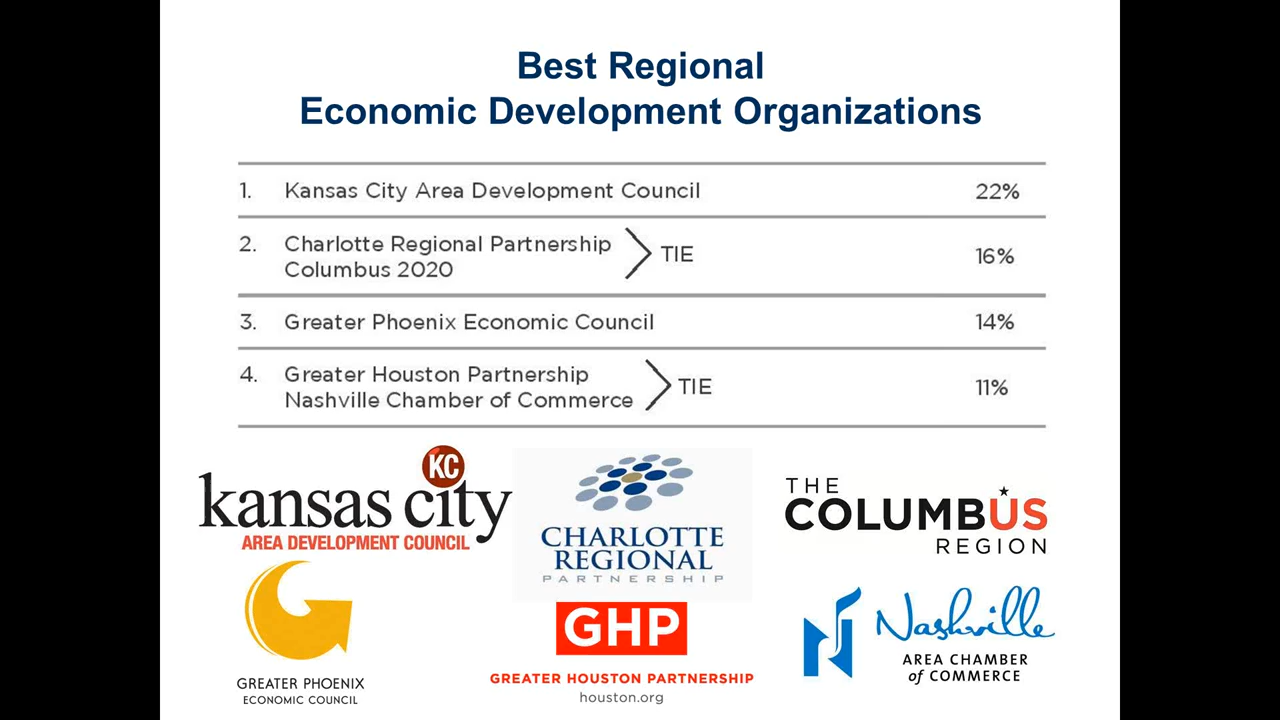 Best Regional
Economic Development Organizations
1. Kansas City Area Development Council 22%
2. Charlotte Regional Partnership
Columbus 2020
TIE 16%
3. Greater Phoenix Economic Council 14%
4. Greater Houston Partnership
Nashville Chamber of Commerce
TIE 11%
KC
kansas city
AREA DEVELOPMENT COUNCIL
CHARLOTTE
REGIONAL
PARTNERSHIP
THE
COLUMBUS
REGION
GREATER PHOENIX
ECONOMIC COUNCIL
GHP
GREATER HOUSTON PARTNERSHIP
houston.org
N
Nashville
AREA CHAMBER
of COMMERCE